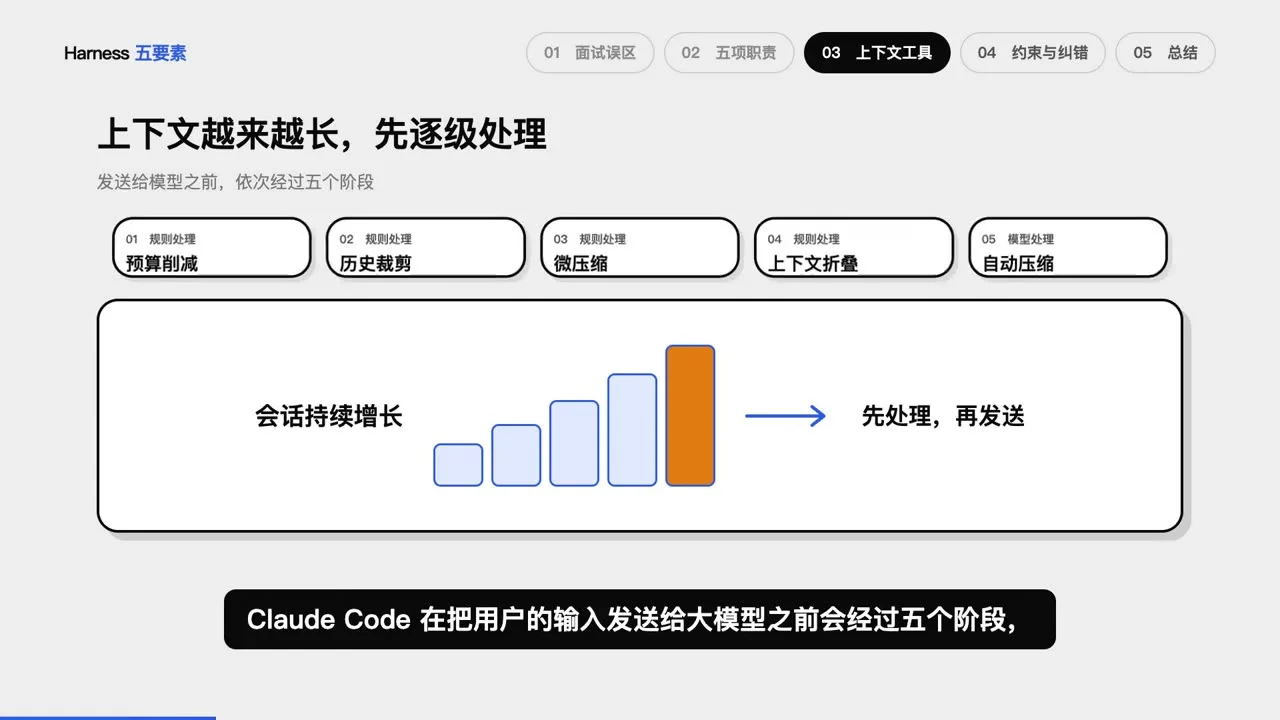 Harness 五要素
01 面试误区
02 五项职责
03 上下文工具
04 约束与纠错
05 总结
上下文越来越长，先逐级处理
发送给模型之前，依次经过五个阶段
01 规则处理
预算削减
02 规则处理
历史裁剪
03 规则处理
微压缩
04 规则处理
上下文折叠
05 模型处理
自动压缩
会话持续增长
先处理，再发送
Claude Code 在把用户的输入发送给大模型之前会经过五个阶段，